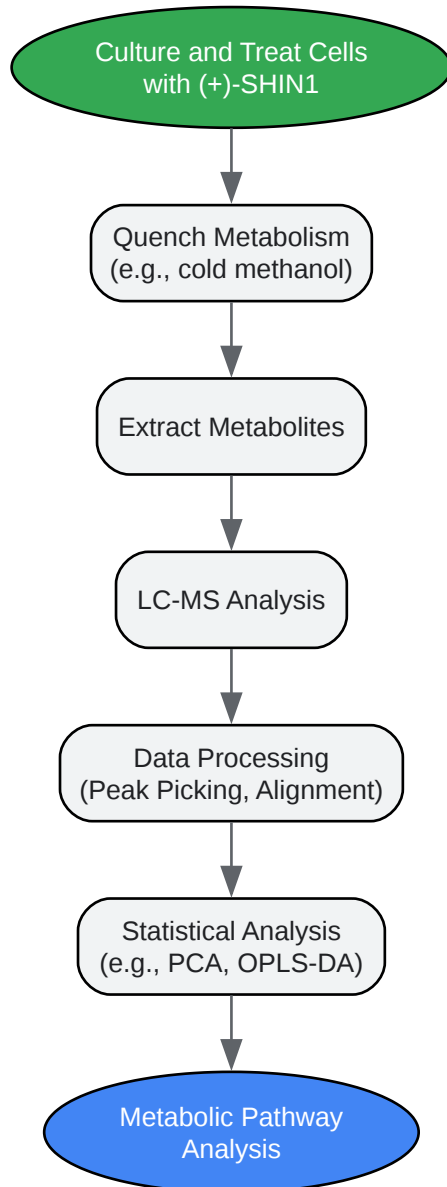 Culture and Treat Cells
with (+)-SHIN1
Quench Metabolism
(e.g., cold methanol)
Extract Metabolites
LC-MS Analysis
Data Processing
(Peak Picking, Alignment)
Statistical Analysis
(e.g., PCA, OPLS-DA)
Metabolic Pathway
Analysis